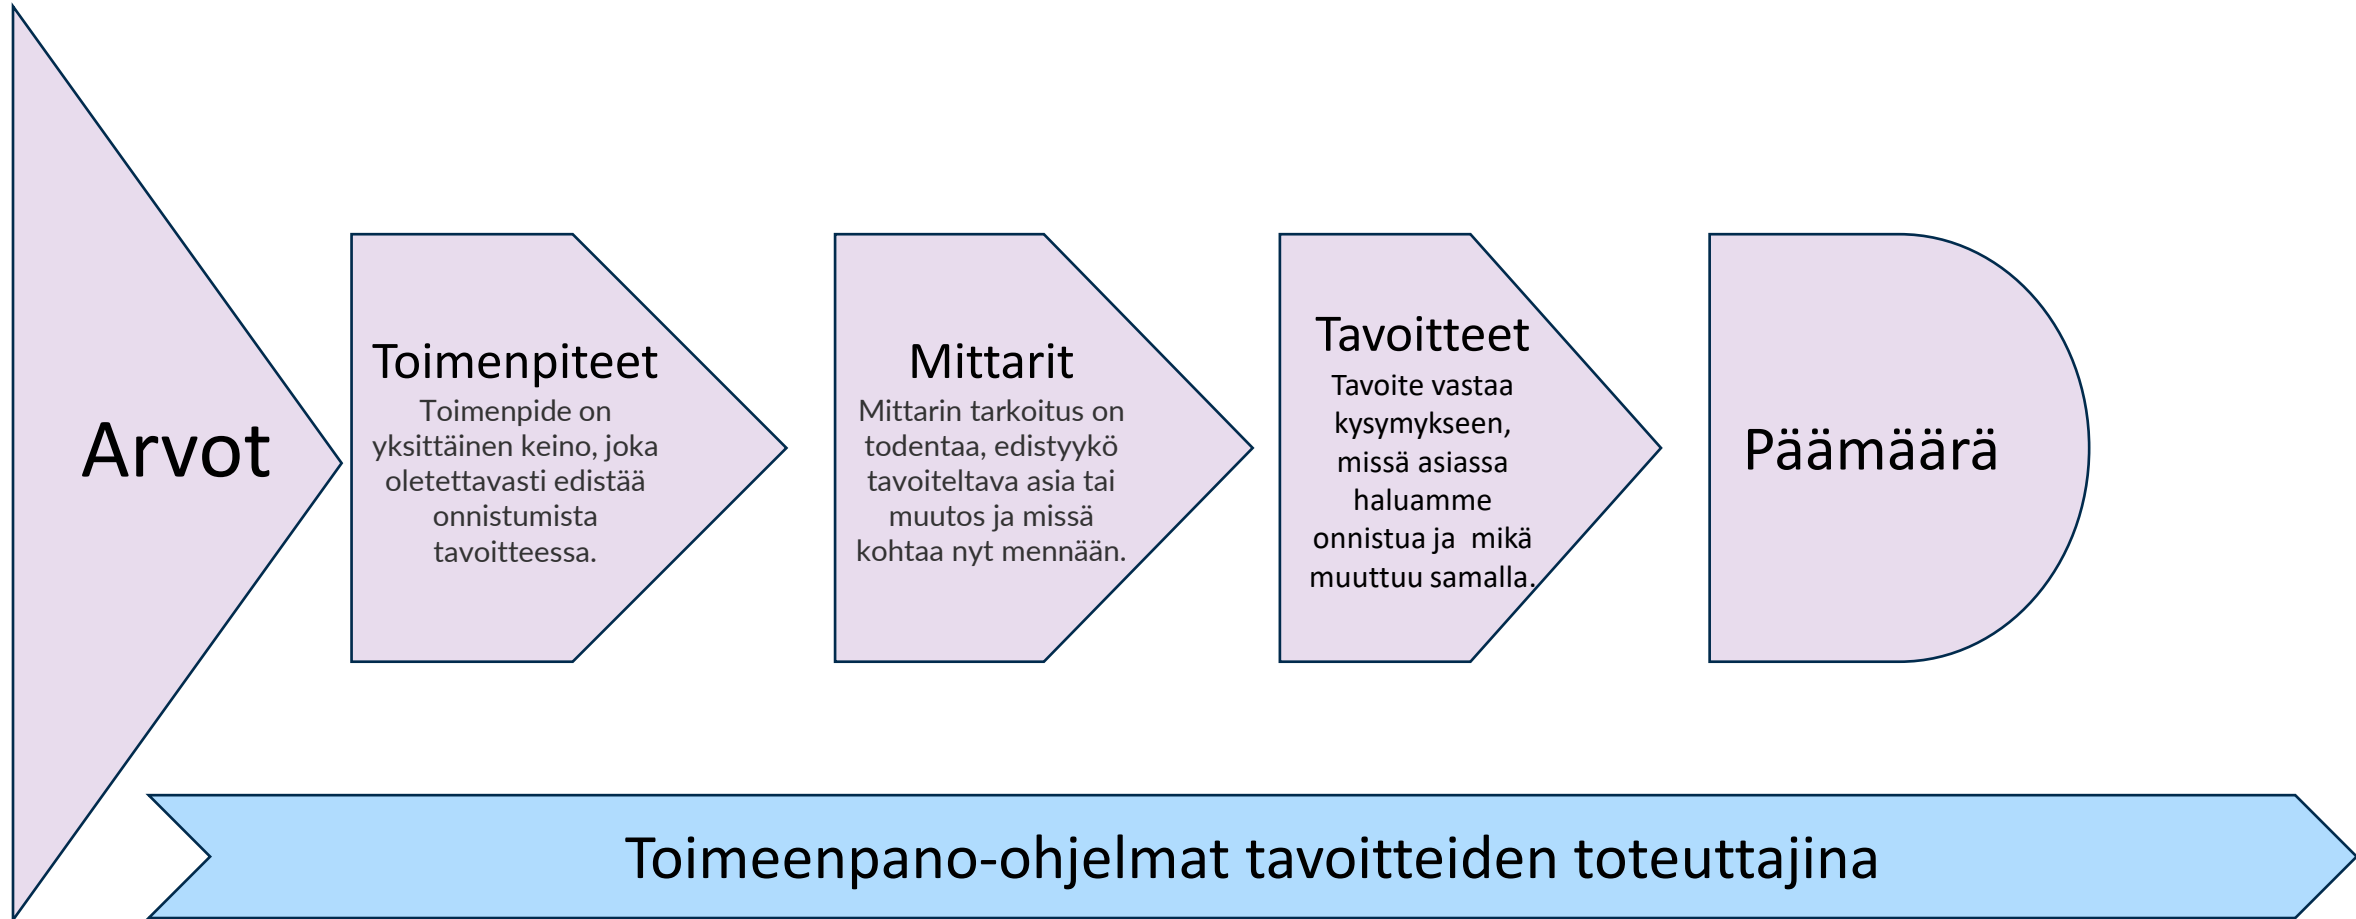 Arvot
Toimenpiteet
Toimenpide on
yksittäinen keino, joka
oletettavasti edistää
onnistumista
tavoitteessa.
Mittarit
Mittarin tarkoitus on
todentaa, edistyykö
tavoiteltava asia tai
muutos ja missä
kohtaa nyt mennään.
Tavoitteet
Tavoite vastaa
kysymykseen,
missä asiassa
haluamme
onnistua ja  mikä
muuttuu samalla.
Päämäärä
Toimeenpano-ohjelmat tavoitteiden toteuttajina